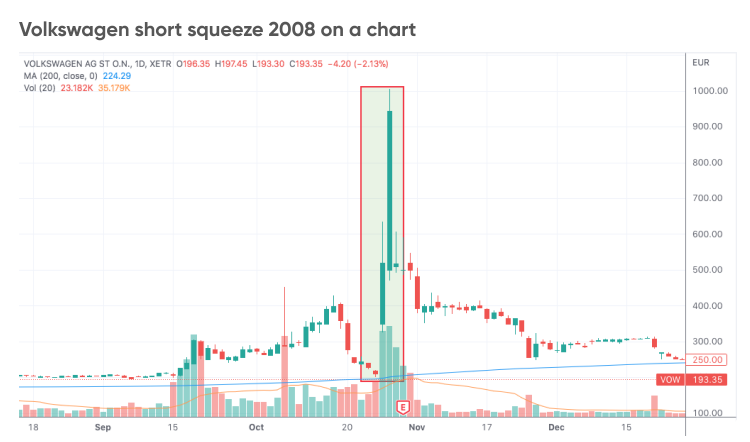 Volkswagen short squeeze 2008 on a chart
VOLKSWAGEN AG ST O.N., 1D, XETR O196.35 H197.45 L193.30 C193.35 −4.20 (−2.13%)
MA (200, close, 0) 224.29
Vol (20) 23.182K 35.179K
EUR
1000.00
900.00
800.00
700.00
600.00
500.00
400.00
300.00
250.00
VOW 193.35
100.00
E
18 Sep 15 Oct 20 Nov 17 Dec 15